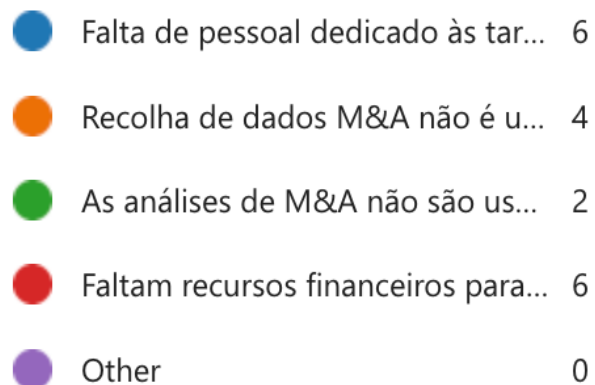 Falta de pessoal dedicado às tar... 6
Recolha de dados M&A não é u... 4
As análises de M&A não são us... 2
Faltam recursos financeiros para... 6
Other 0